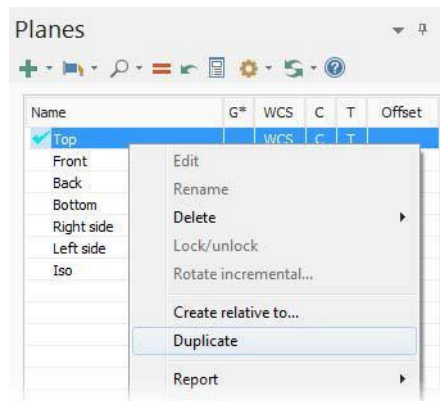 Planes
Name G* WCS C T Offset
Top WCS C T
Front
Back
Bottom
Right side
Left side
Iso
Edit
Rename
Delete
Lock/unlock
Rotate incremental...
Create relative to...
Duplicate
Report